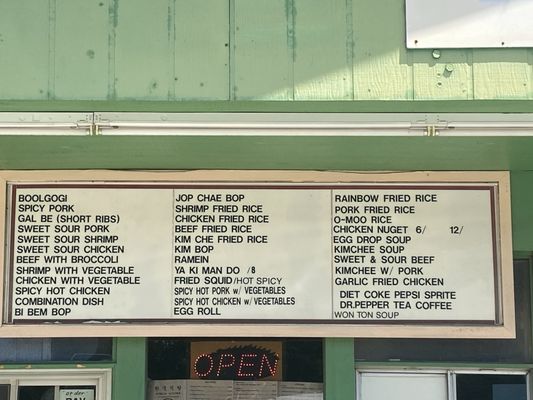 BOOLGOGI
SPICY PORK
GAL BE (SHORT RIBS)
SWEET SOUR PORK
SWEET SOUR SHRIMP
SWEET SOUR CHICKEN
BEEF WITH BROCCOLI
SHRIMP WITH VEGETABLE
CHICKEN WITH VEGETABLE
SPICY HOT CHICKEN
COMBINATION DISH
BI BEM BOP
JOP CHAE BOP
SHRIMP FRIED RICE
CHICKEN FRIED RICE
BEEF FRIED RICE
KIM CHE FRIED RICE
KIM BOP
RAMEIN
YA KI MAN DO /8
FRIED SQUID/HOT SPICY
SPICY HOT PORK w/ VEGETABLES
SPICY HOT CHICKEN w/ VEGETABLES
EGG ROLL
RAINBOW FRIED RICE
PORK FRIED RICE
O-MOO RICE
CHICKEN NUGET 6/ 12/
EGG DROP SOUP
KIMCHEE SOUP
SWEET & SOUR BEEF
KIMCHEE W/ PORK
GARLIC FRIED CHICKEN
DIET COKE PEPSI SPRITE
DR.PEPPER TEA COFFEE
WON TON SOUP
OPEN